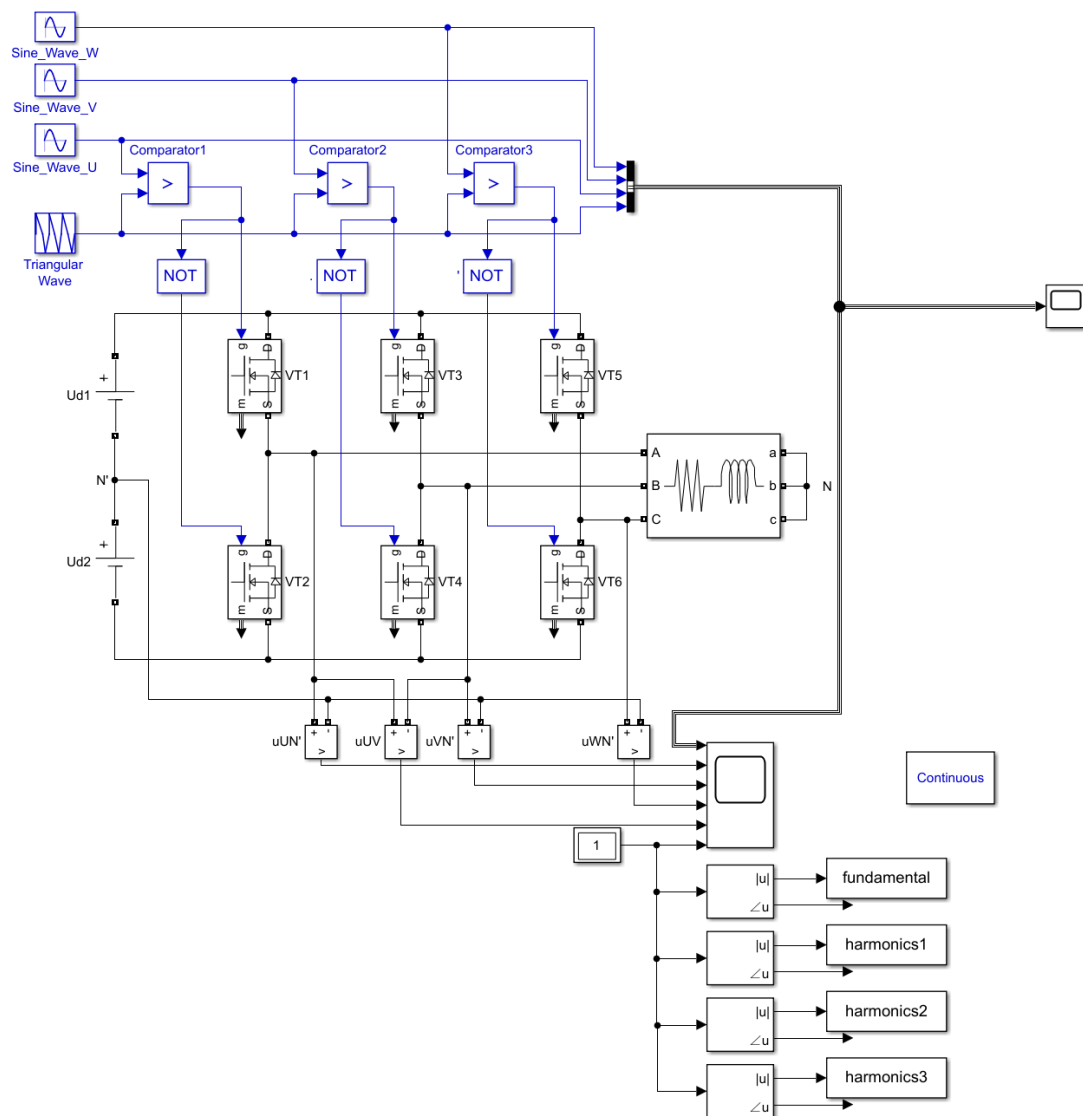 Sine_Wave_W
Sine_Wave_V
Sine_Wave_U
Comparator1
Comparator2
Comparator3
>
>
>
Triangular
Wave
NOT
. NOT
' NOT
g
D
m
S
VT1
g
D
m
S
VT3
g
D
m
S
VT5
+
Ud1
N'
+
Ud2
A
B
C
a
b
c
N
g
D
m
S
VT2
g
D
m
S
VT4
g
D
m
S
VT6
uUN'
+
-
v
uUV
+
-
v
uVN'
+
-
v
uWN'
+
-
v
Continuous
1
|u|
∠u
fundamental
|u|
∠u
harmonics1
|u|
∠u
harmonics2
|u|
∠u
harmonics3